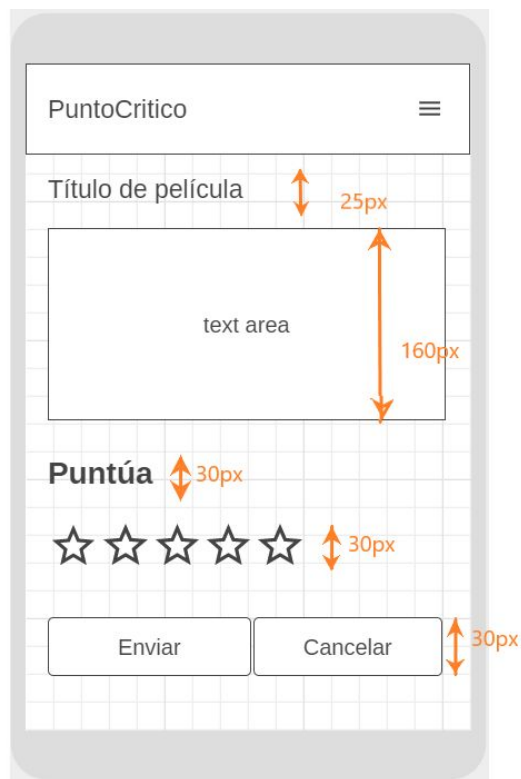 PuntoCritico
Título de película
25px
text area
160px
Puntúa
30px
30px
Enviar
Cancelar
30px